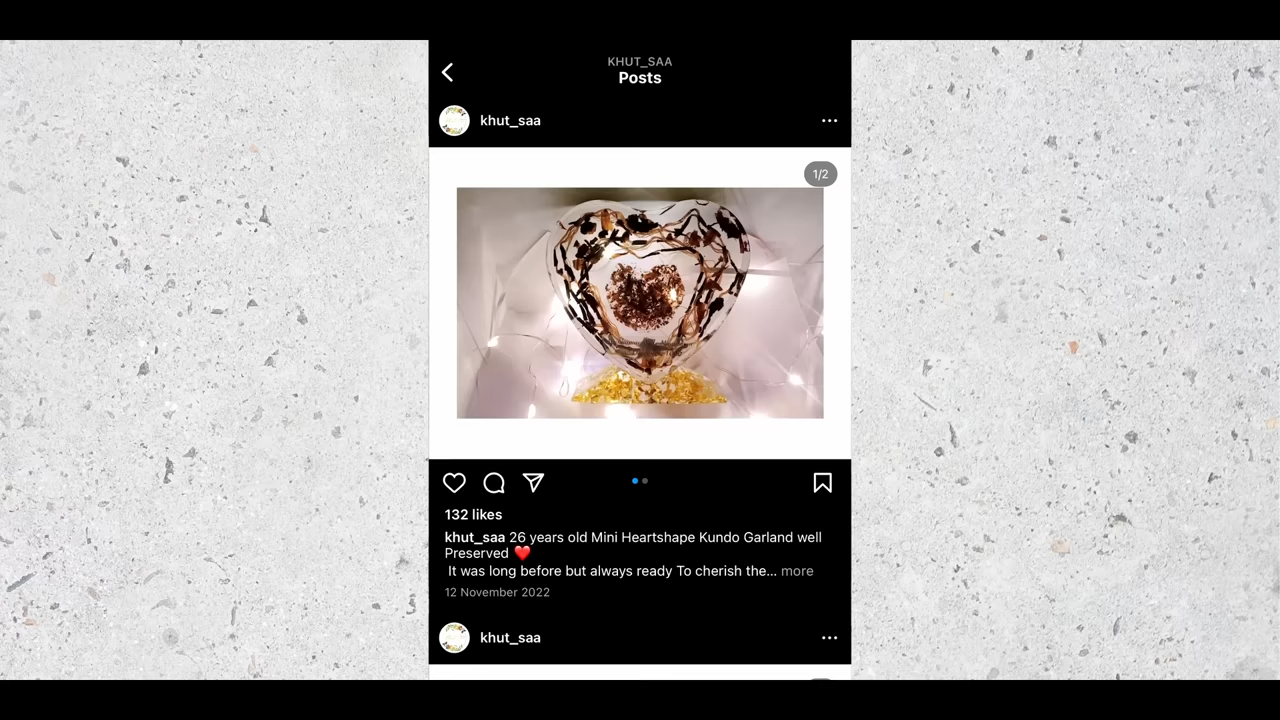 KHUT_SAA
Posts
khut_saa
1/2
132 likes
khut_saa 26 years old Mini Heartshape Kundo Garland well
Preserved ❤️
It was long before but always ready To cherish the... more
12 November 2022
khut_saa